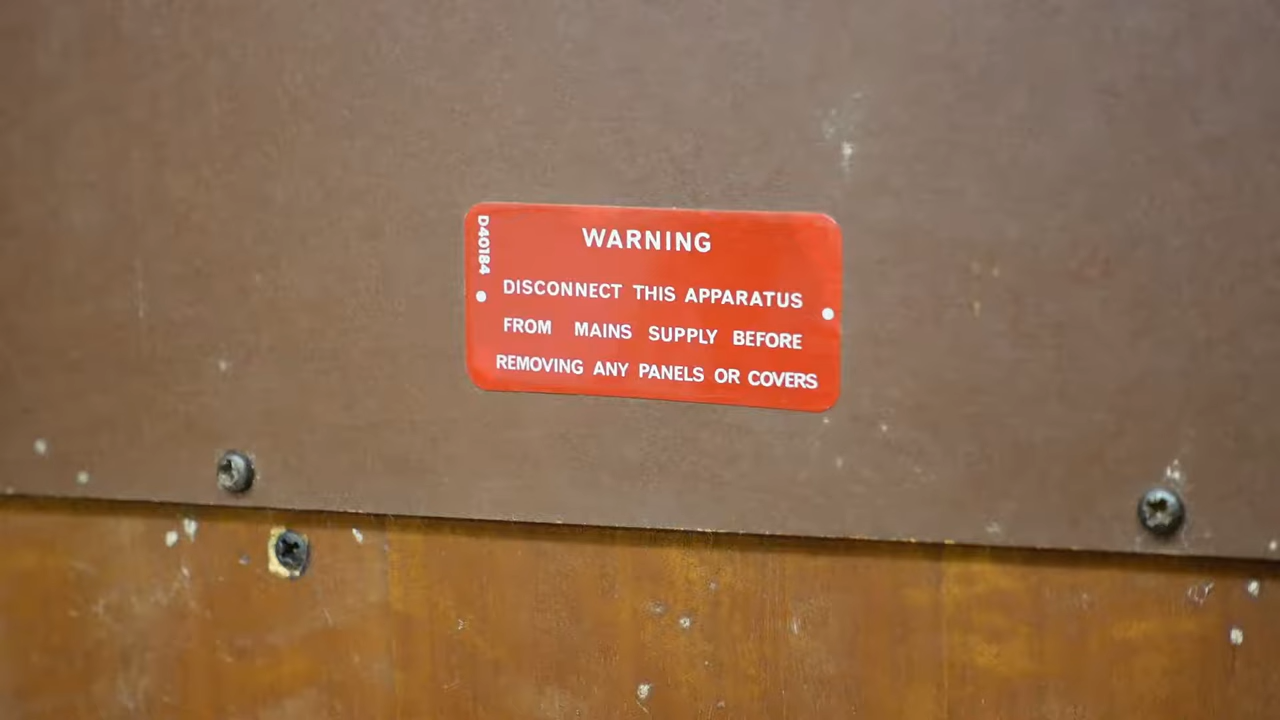 D40184
WARNING
DISCONNECT THIS APPARATUS
FROM MAINS SUPPLY BEFORE
REMOVING ANY PANELS OR COVERS